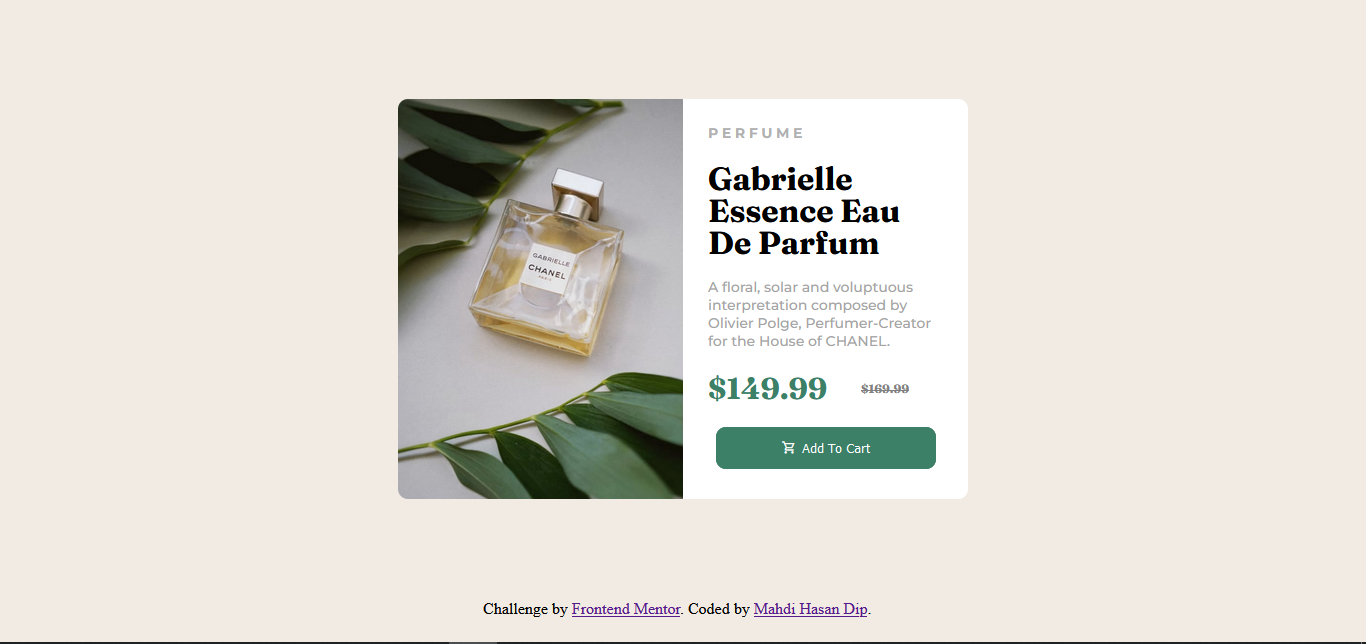 PERFUME
Gabrielle
Essence Eau
De Parfum
A floral, solar and voluptuous
interpretation composed by
Olivier Polge, Perfumer-Creator
for the House of CHANEL.
$149.99 $169.99
Add To Cart
GABRIELLE
CHANEL
PARIS
Challenge by Frontend Mentor. Coded by Mahdi Hasan Dip.